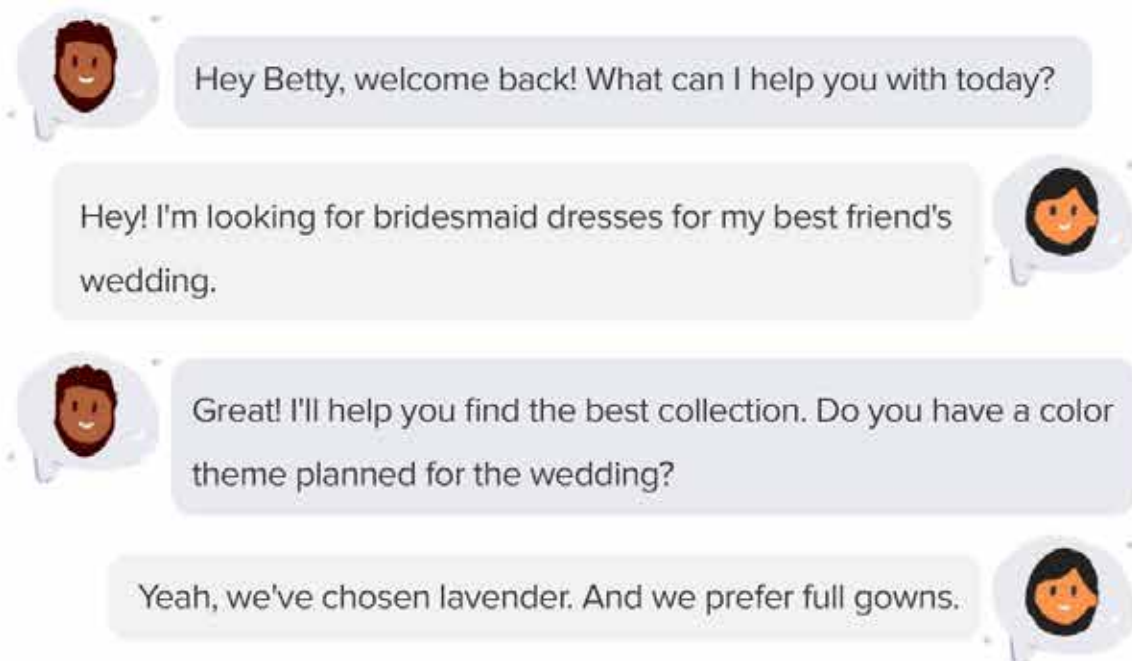 Hey Betty, welcome back! What can I help you with today?
Hey! I'm looking for bridesmaid dresses for my best friend's
wedding.
Great! I'll help you find the best collection. Do you have a color
theme planned for the wedding?
Yeah, we've chosen lavender. And we prefer full gowns.